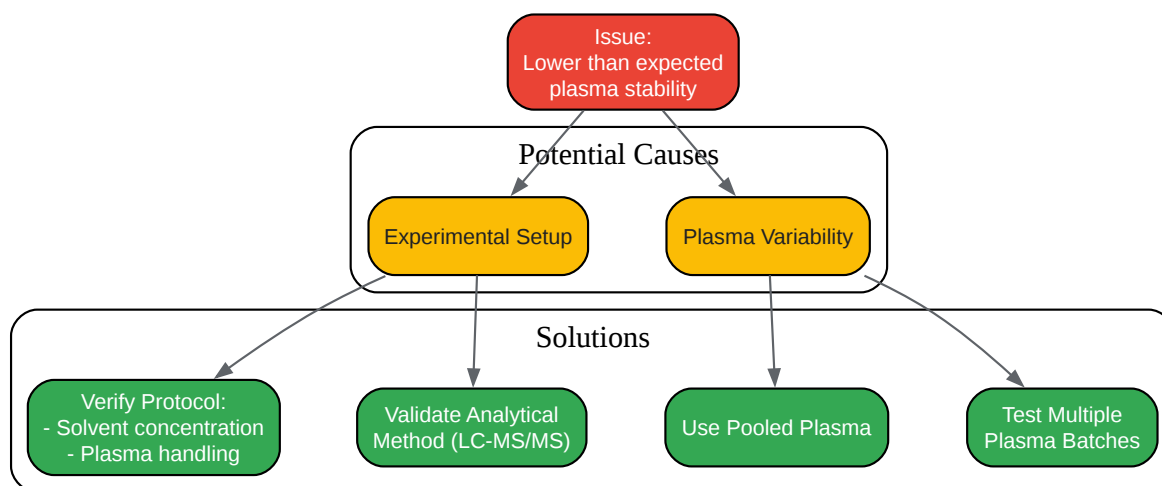 Issue:
Lower than expected
plasma stability
Potential Causes
Experimental Setup
Plasma Variability
Solutions
Verify Protocol:
- Solvent concentration
- Plasma handling
Validate Analytical
Method (LC-MS/MS)
Use Pooled Plasma
Test Multiple
Plasma Batches